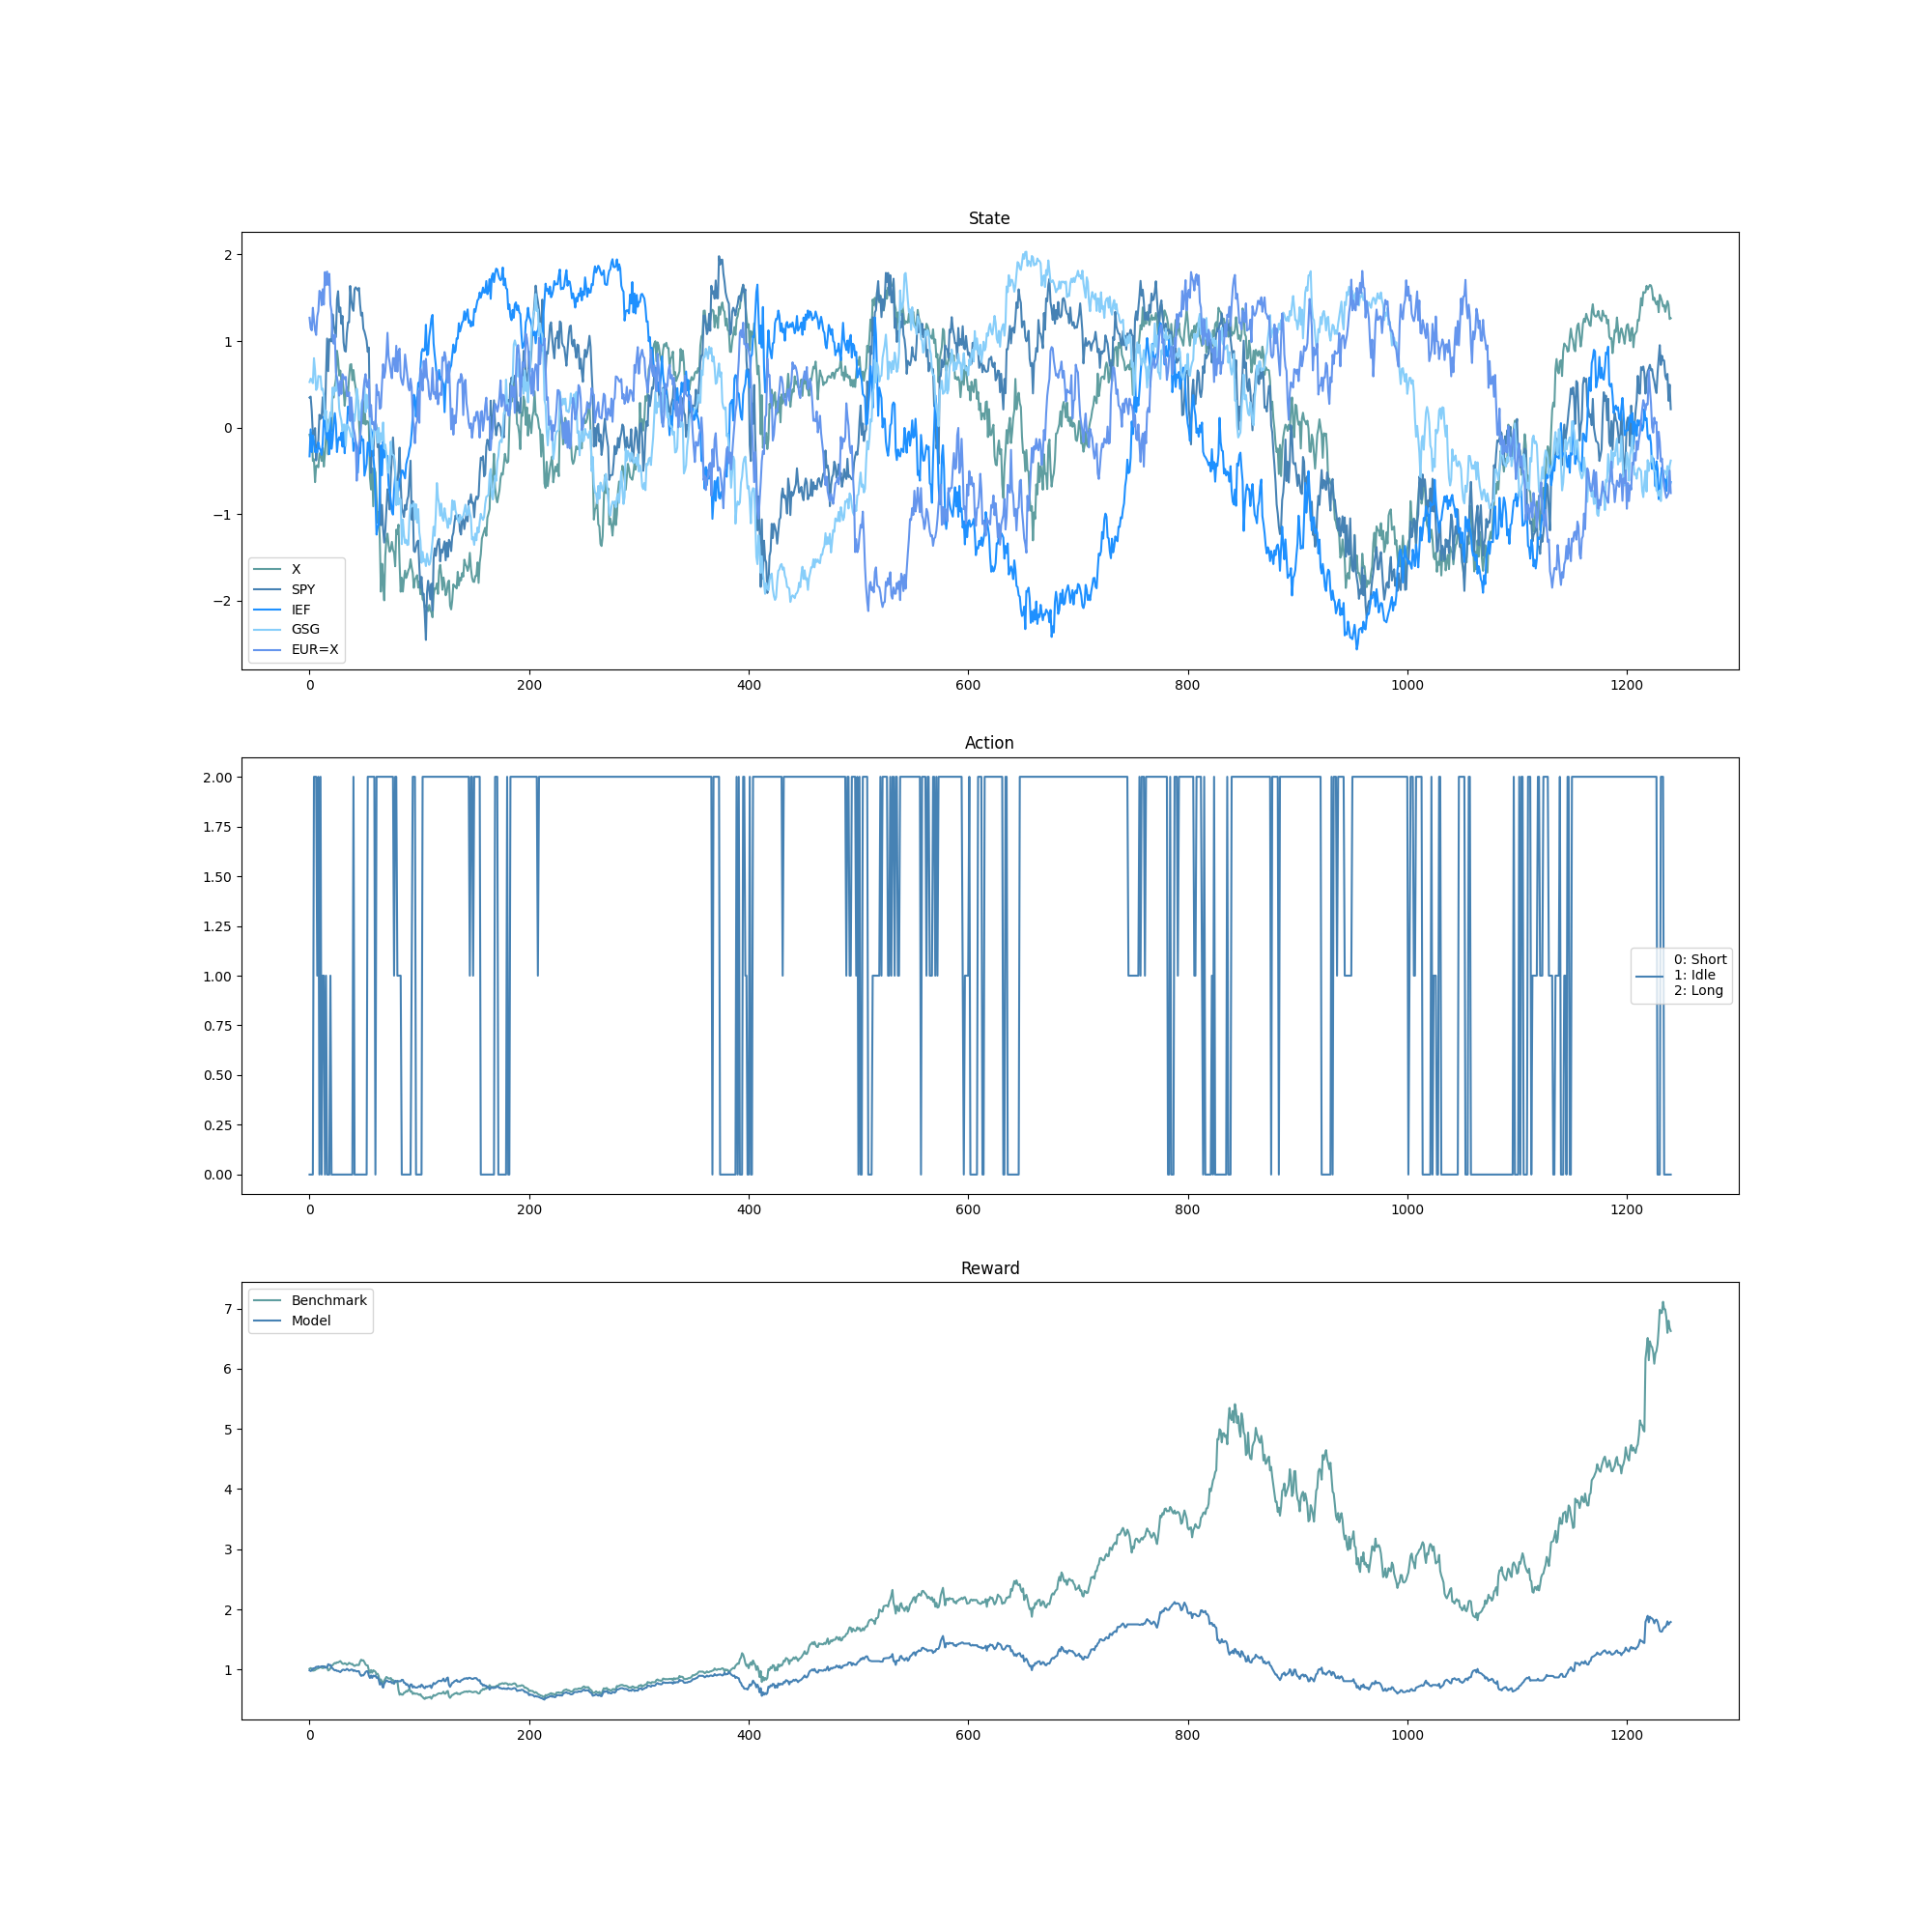 State
2
1
0
−1
−2
X
SPY
IEF
GSG
EUR=X
0 200 400 600 800 1000 1200
Action
2.00
1.75
1.50
1.25
1.00
0.75
0.50
0.25
0.00
0: Short
1: Idle
2: Long
0 200 400 600 800 1000 1200
Reward
Benchmark
Model
7
6
5
4
3
2
1
0 200 400 600 800 1000 1200